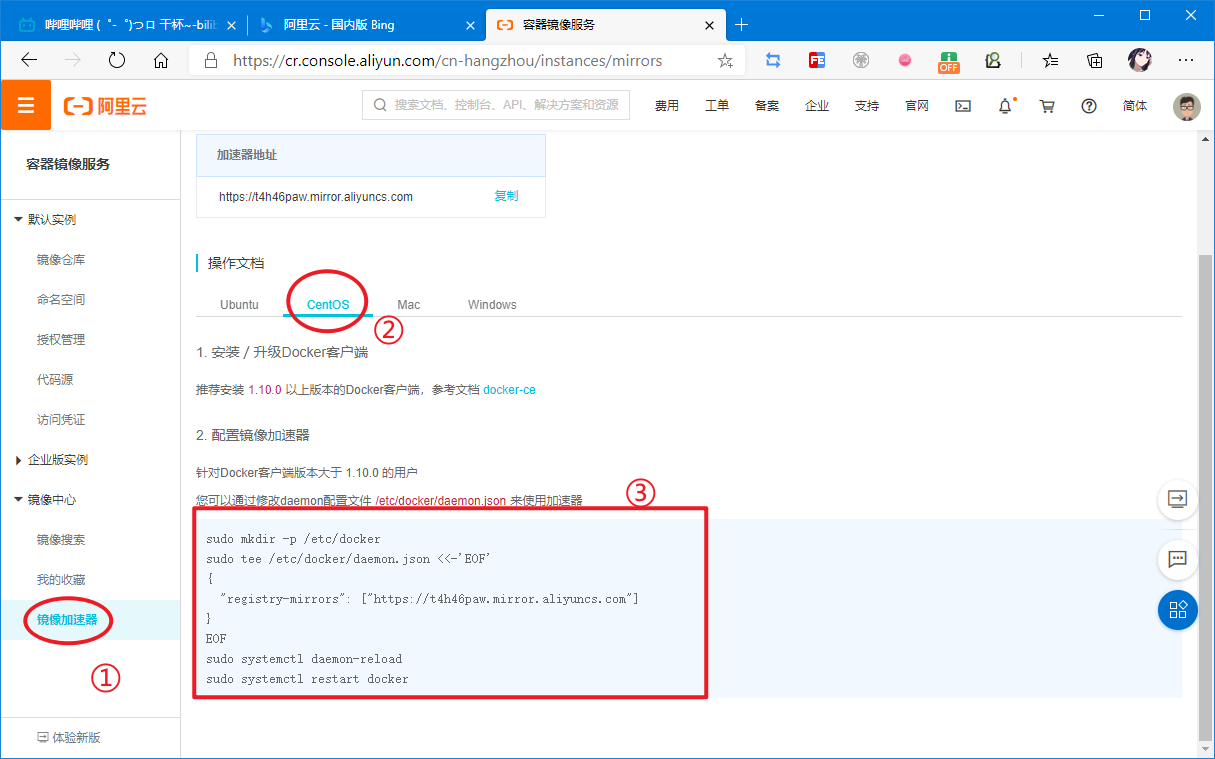 哔哩哔哩 (゜-゜)つロ 干杯~-bilib
阿里云 - 国内版 Bing
容器镜像服务
https://cr.console.aliyun.com/cn-hangzhou/instances/mirrors
FE
OFF
阿里云
搜索文档、控制台、API、解决方案和资源
费用 工单 备案 企业 支持 官网 简体
容器镜像服务
默认实例
镜像仓库
命名空间
授权管理
代码源
访问凭证
企业版实例
镜像中心
镜像搜索
我的收藏
镜像加速器
①
体验新版
加速器地址
https://t4h46paw.mirror.aliyuncs.com 复制
操作文档
Ubuntu CentOS Mac Windows
②
1. 安装 / 升级Docker客户端
推荐安装 1.10.0 以上版本的Docker客户端，参考文档 docker-ce
2. 配置镜像加速器
针对Docker客户端版本大于 1.10.0 的用户
您可以通过修改daemon配置文件 /etc/docker/daemon.json 来使用加速器
③
sudo mkdir -p /etc/docker
sudo tee /etc/docker/daemon.json <<-'EOF'
{
"registry-mirrors": ["https://t4h46paw.mirror.aliyuncs.com"]
}
EOF
sudo systemctl daemon-reload
sudo systemctl restart docker